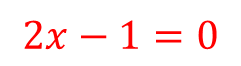 2x − 1 = 0